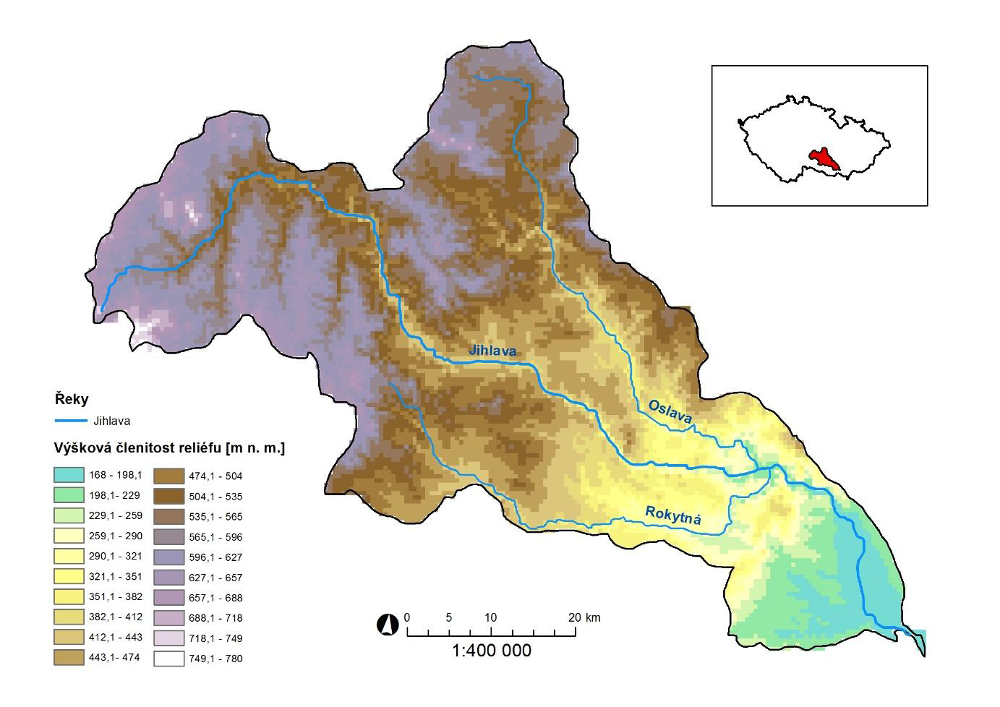 Jihlava
Oslava
Rokytná
Řeky
Jihlava
Výšková členitost reliéfu [m n. m.]
168 - 198,1
198,1- 229
229,1 - 259
259,1 - 290
290,1 - 321
321,1 - 351
351,1 - 382
382,1 - 412
412,1 - 443
443,1- 474
474,1 - 504
504,1 - 535
535,1 - 565
565,1 - 596
596,1 - 627
627,1 - 657
657,1 - 688
688,1 - 718
718,1 - 749
749,1 - 780
0 5 10 20 km
1:400 000